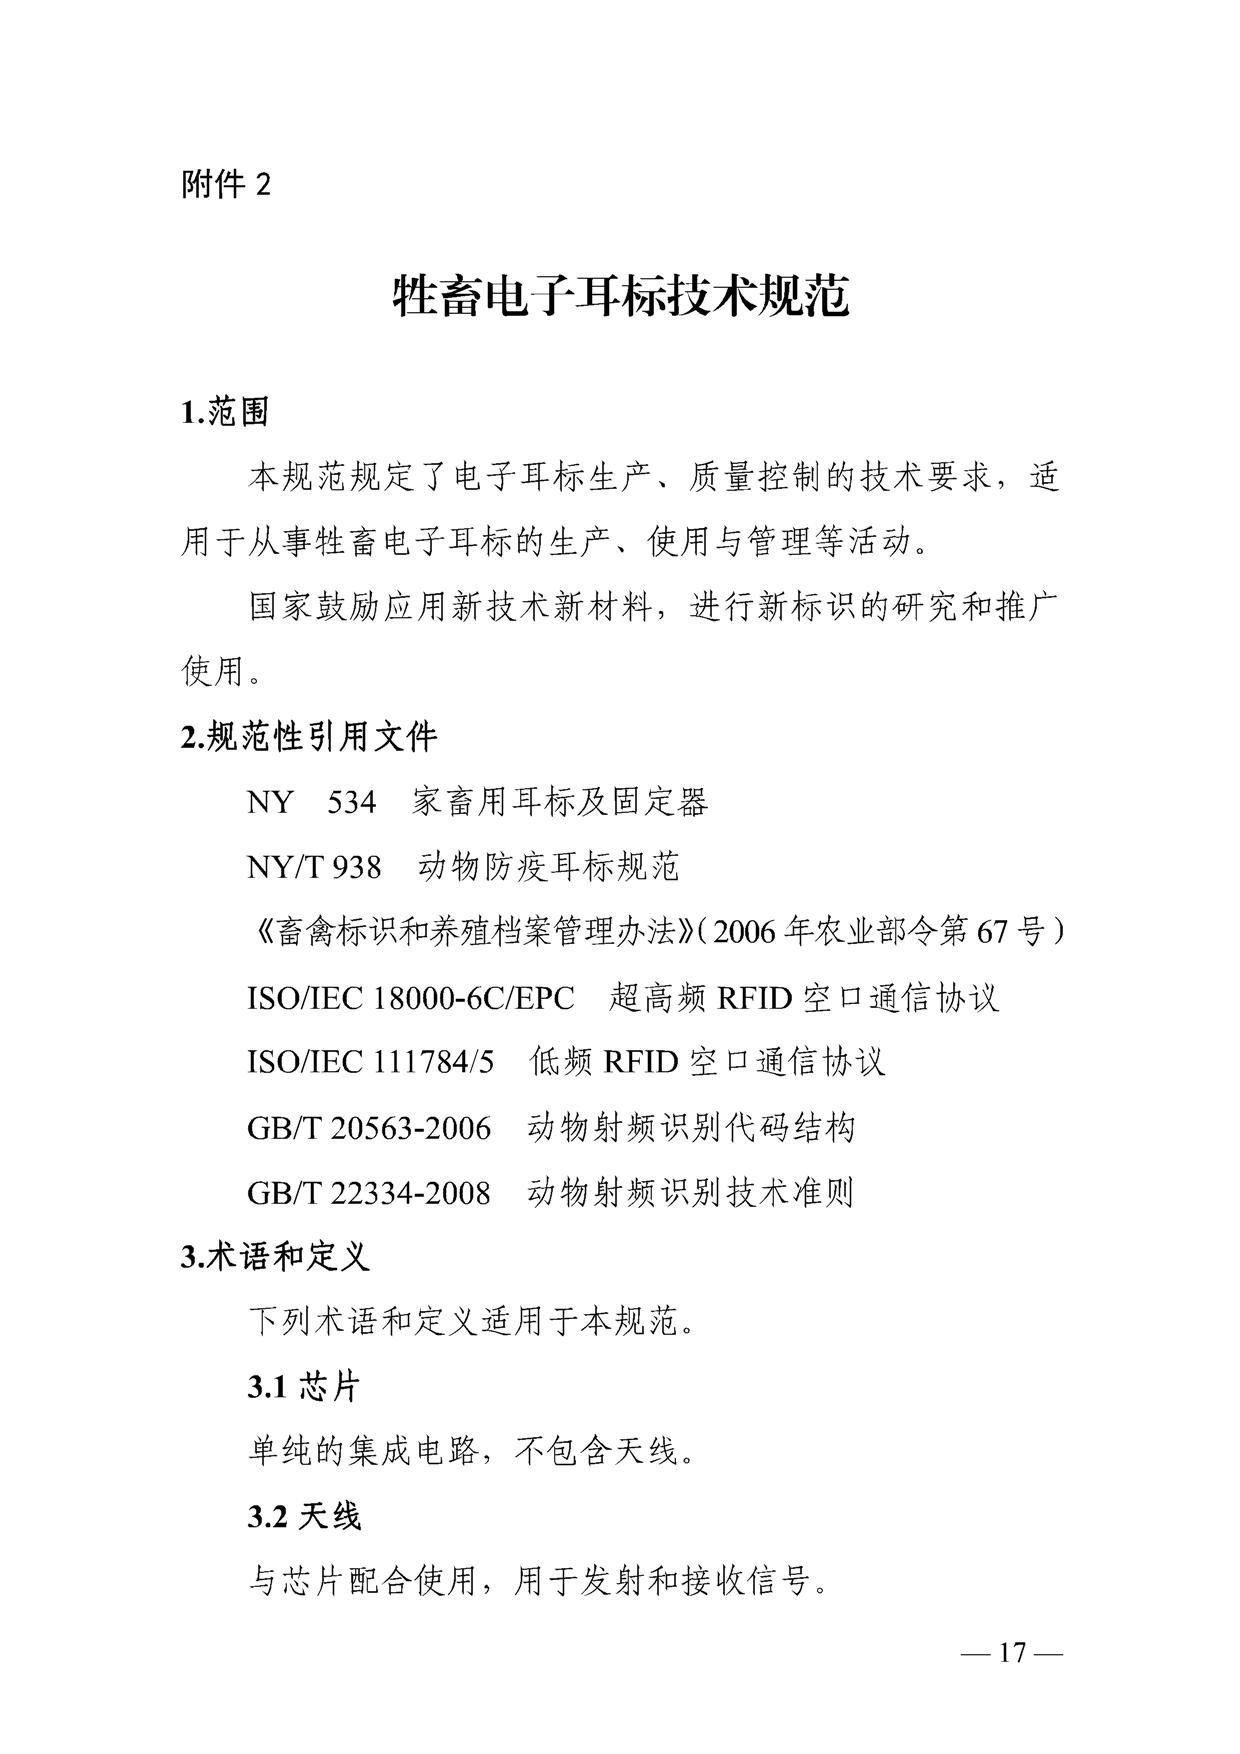 附件 2
牲畜电子耳标技术规范
1.范围
本规范规定了电子耳标生产、质量控制的技术要求，适
用于从事牲畜电子耳标的生产、使用与管理等活动。
国家鼓励应用新技术新材料，进行新标识的研究和推广
使用。
2.规范性引用文件
NY 534 家畜用耳标及固定器
NY/T 938 动物防疫耳标规范
《畜禽标识和养殖档案管理办法》（2006 年农业部令第 67 号）
ISO/IEC 18000-6C/EPC 超高频 RFID 空口通信协议
ISO/IEC 111784/5 低频 RFID 空口通信协议
GB/T 20563-2006 动物射频识别代码结构
GB/T 22334-2008 动物射频识别技术准则
3.术语和定义
下列术语和定义适用于本规范。
3.1 芯片
单纯的集成电路，不包含天线。
3.2 天线
与芯片配合使用，用于发射和接收信号。
— 17 —